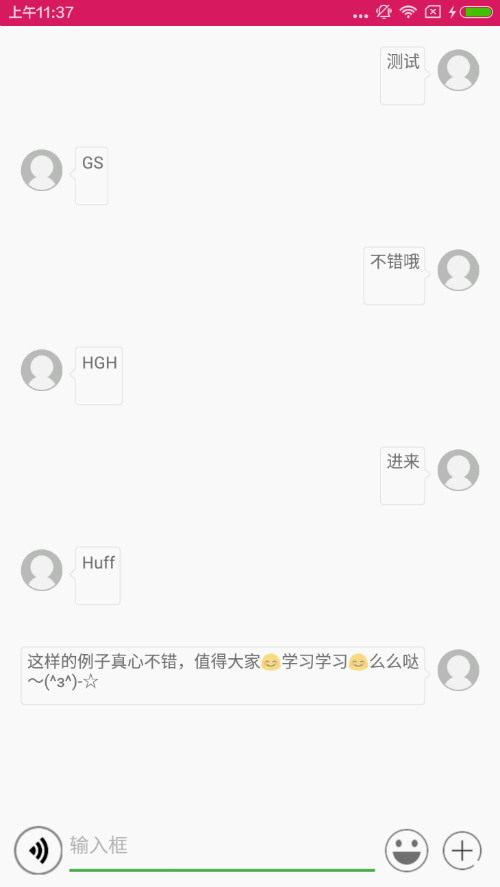 上午11:37
测试
GS
不错哦
HGH
进来
Huff
这样的例子真心不错，值得大家😊学习学习😊么么哒
～(^з^)-☆
输入框